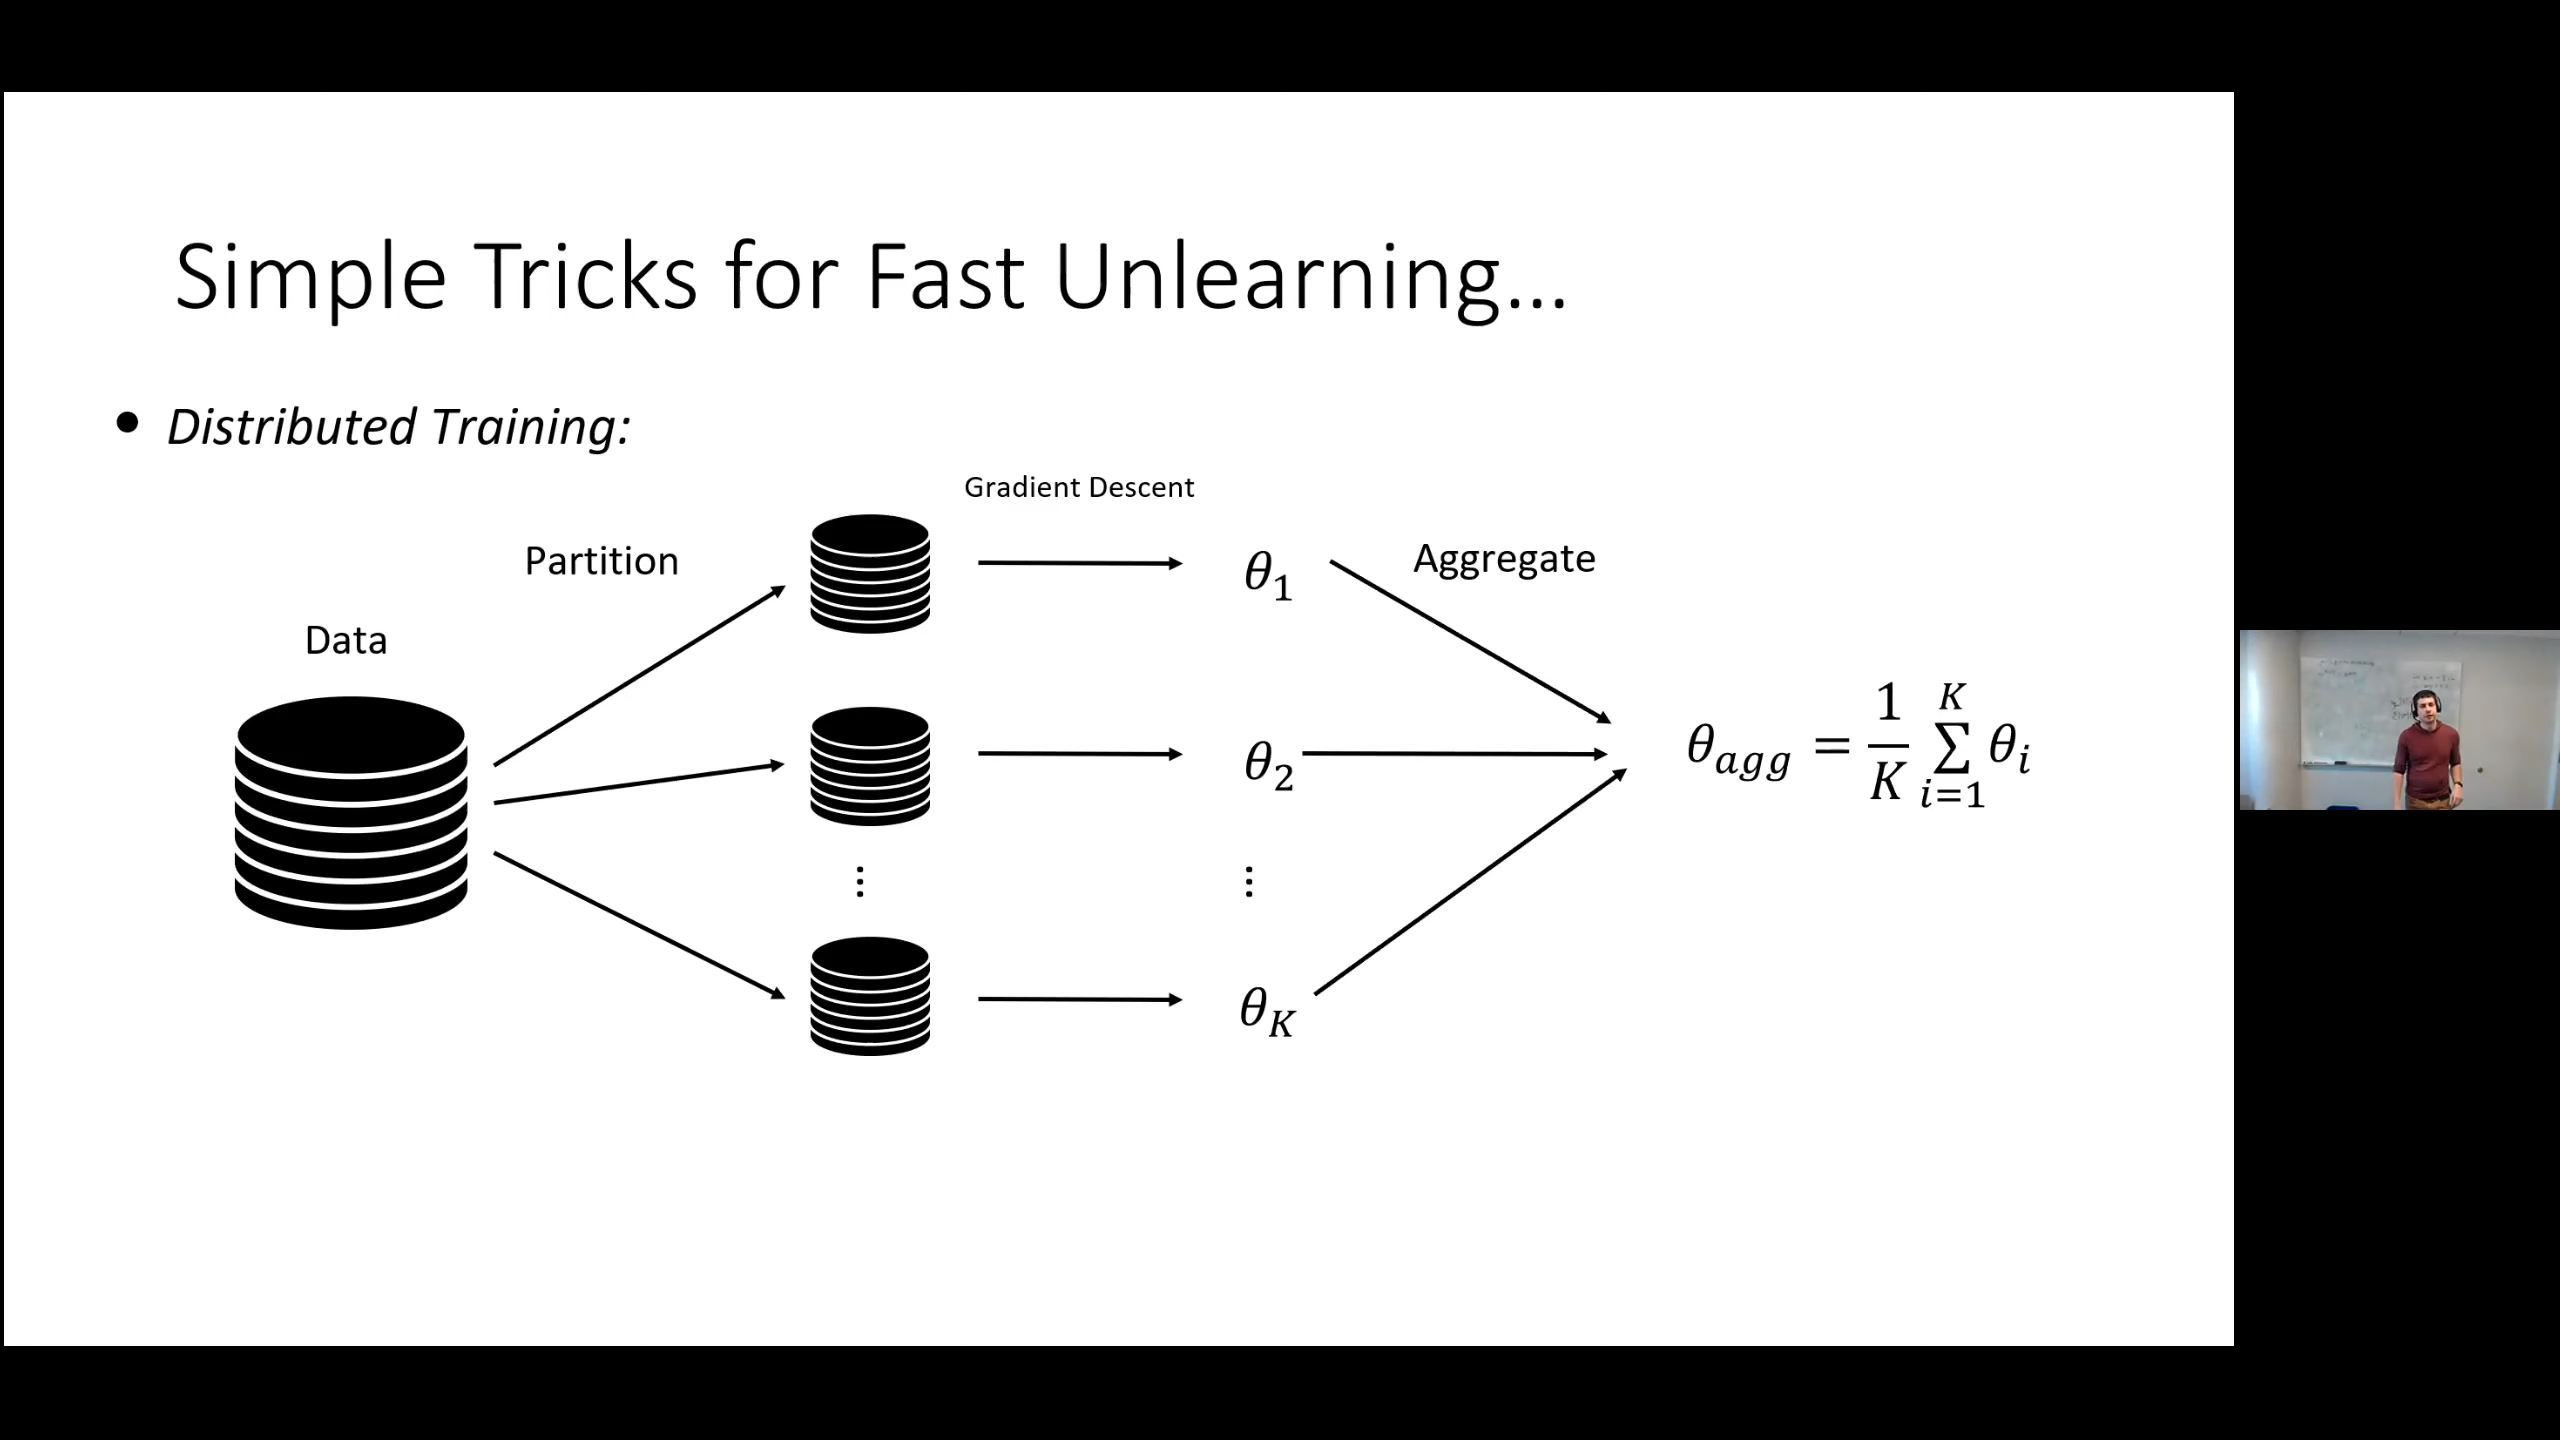 Simple Tricks for Fast Unlearning...
• Distributed Training:
Gradient Descent
Partition
Aggregate
Data
θ₁
θ₂
⋮
⋮
θ_K
θ_agg = 1/K ∑_{i=1}^{K} θ_i